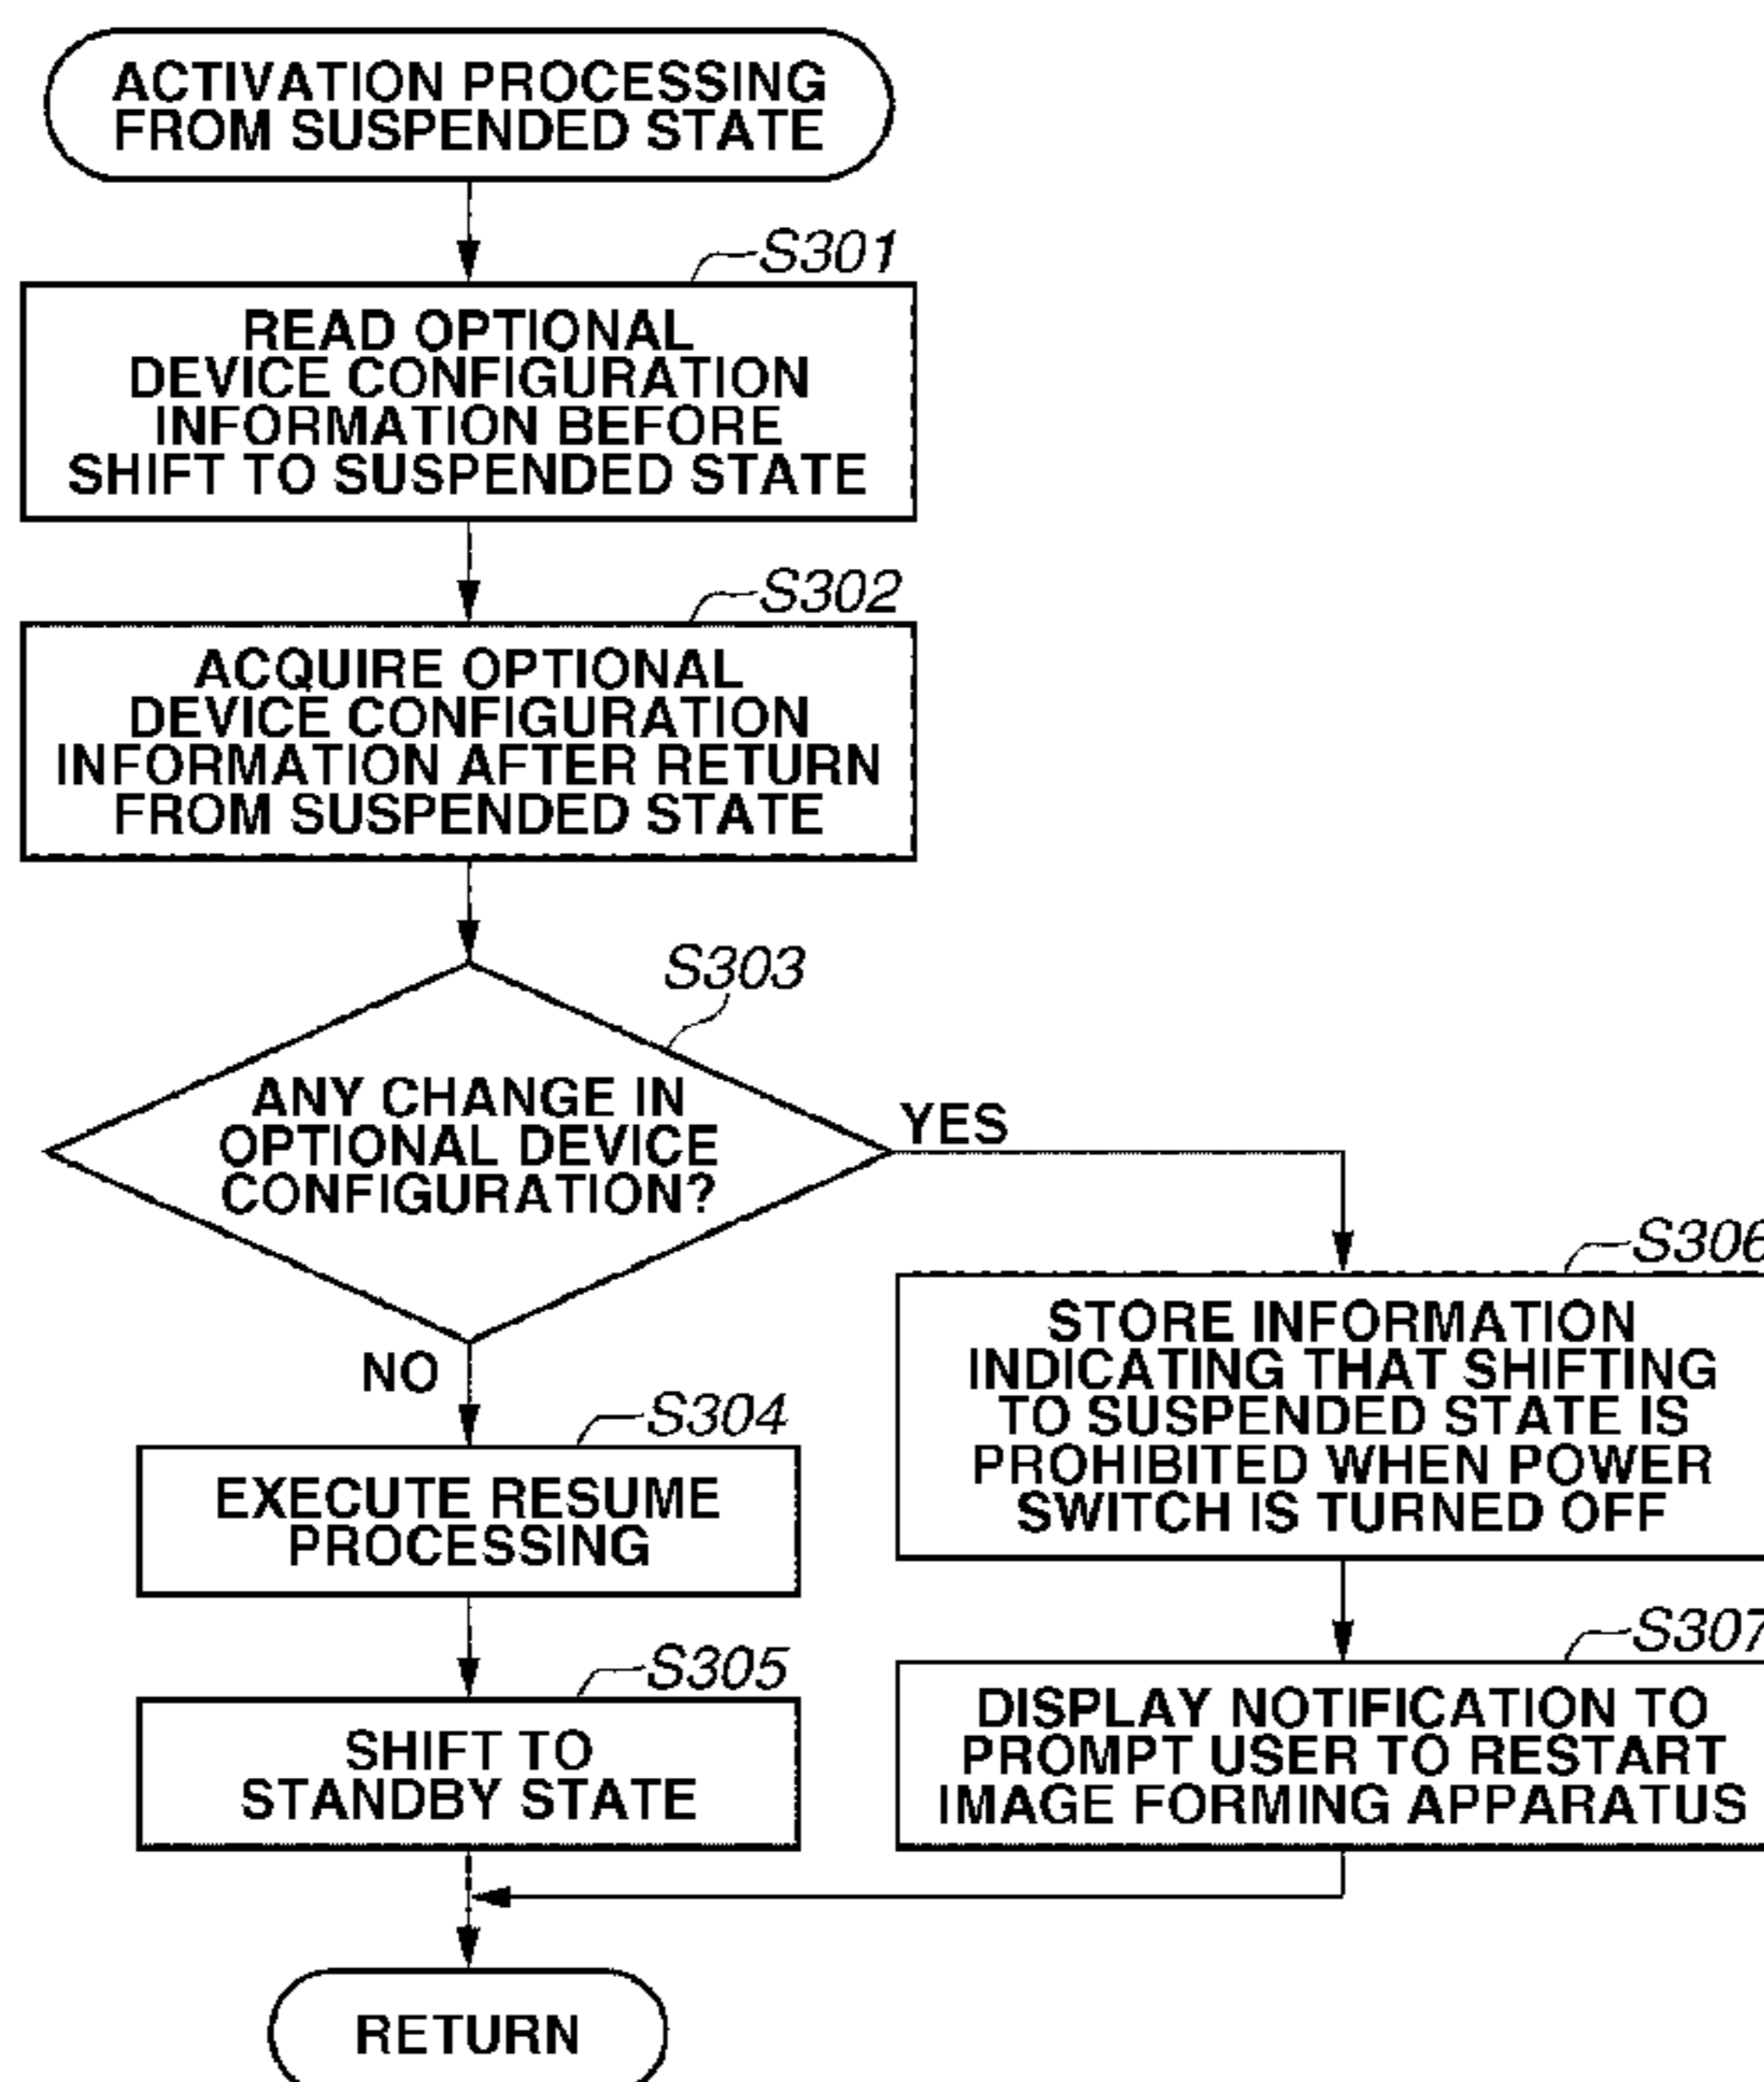 ACTIVATION PROCESSING
FROM SUSPENDED STATE
S301
READ OPTIONAL
DEVICE CONFIGURATION
INFORMATION BEFORE
SHIFT TO SUSPENDED STATE
S302
ACQUIRE OPTIONAL
DEVICE CONFIGURATION
INFORMATION AFTER RETURN
FROM SUSPENDED STATE
S303
ANY CHANGE IN
OPTIONAL DEVICE
CONFIGURATION?
YES
NO
S304
EXECUTE RESUME
PROCESSING
S305
SHIFT TO
STANDBY STATE
S306
STORE INFORMATION
INDICATING THAT SHIFTING
TO SUSPENDED STATE IS
PROHIBITED WHEN POWER
SWITCH IS TURNED OFF
S307
DISPLAY NOTIFICATION TO
PROMPT USER TO RESTART
IMAGE FORMING APPARATUS
RETURN